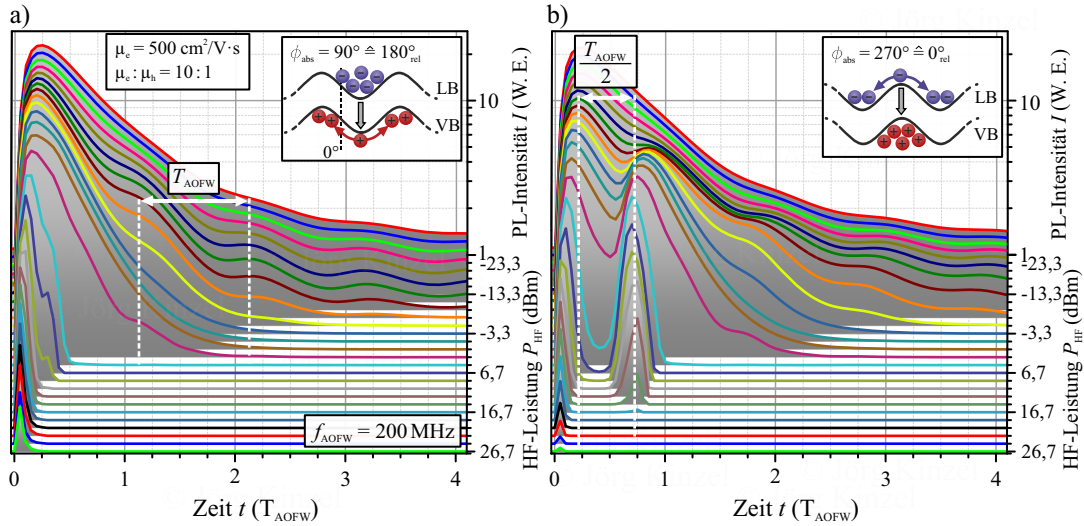 a)
μe = 500 cm²/V·s
μe : μh = 10 : 1
ϕabs = 90° ≙ 180°rel
LB
VB
0°
TAOFW
fAOFW = 200 MHz
10
1
PL-Intensität I (W. E.)
-23,3
-13,3
-3,3
6,7
16,7
26,7
HF-Leistung PHF (dBm)
0
1
2
3
4
Zeit t (TAOFW)
b)
TAOFW
2
ϕabs = 270° ≙ 0°rel
LB
VB
10
1
PL-Intensität I (W. E.)
-23,3
-13,3
-3,3
6,7
16,7
26,7
HF-Leistung PHF (dBm)
0
1
2
3
4
Zeit t (TAOFW)
© Jörg Kinzel